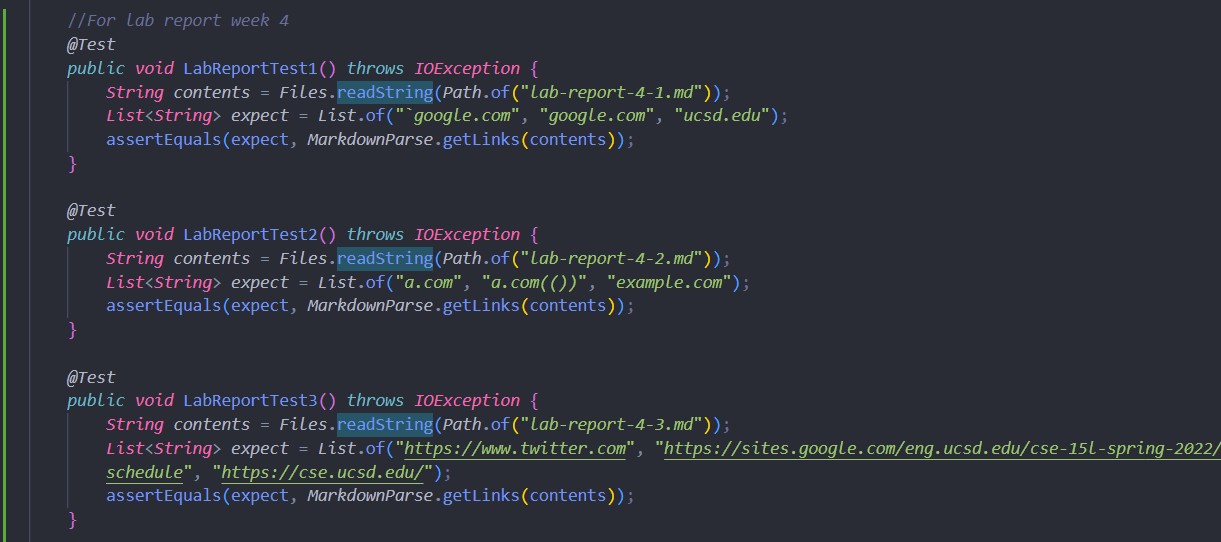 //For lab report week 4
@Test
public void LabReportTest1() throws IOException {
String contents = Files.readString(Path.of("lab-report-4-1.md"));
List<String> expect = List.of("`google.com", "google.com", "ucsd.edu");
assertEquals(expect, MarkdownParse.getLinks(contents));
}
@Test
public void LabReportTest2() throws IOException {
String contents = Files.readString(Path.of("lab-report-4-2.md"));
List<String> expect = List.of("a.com", "a.com(())", "example.com");
assertEquals(expect, MarkdownParse.getLinks(contents));
}
@Test
public void LabReportTest3() throws IOException {
String contents = Files.readString(Path.of("lab-report-4-3.md"));
List<String> expect = List.of("https://www.twitter.com", "https://sites.google.com/eng.ucsd.edu/cse-15l-spring-2022/
schedule", "https://cse.ucsd.edu/");
assertEquals(expect, MarkdownParse.getLinks(contents));
}